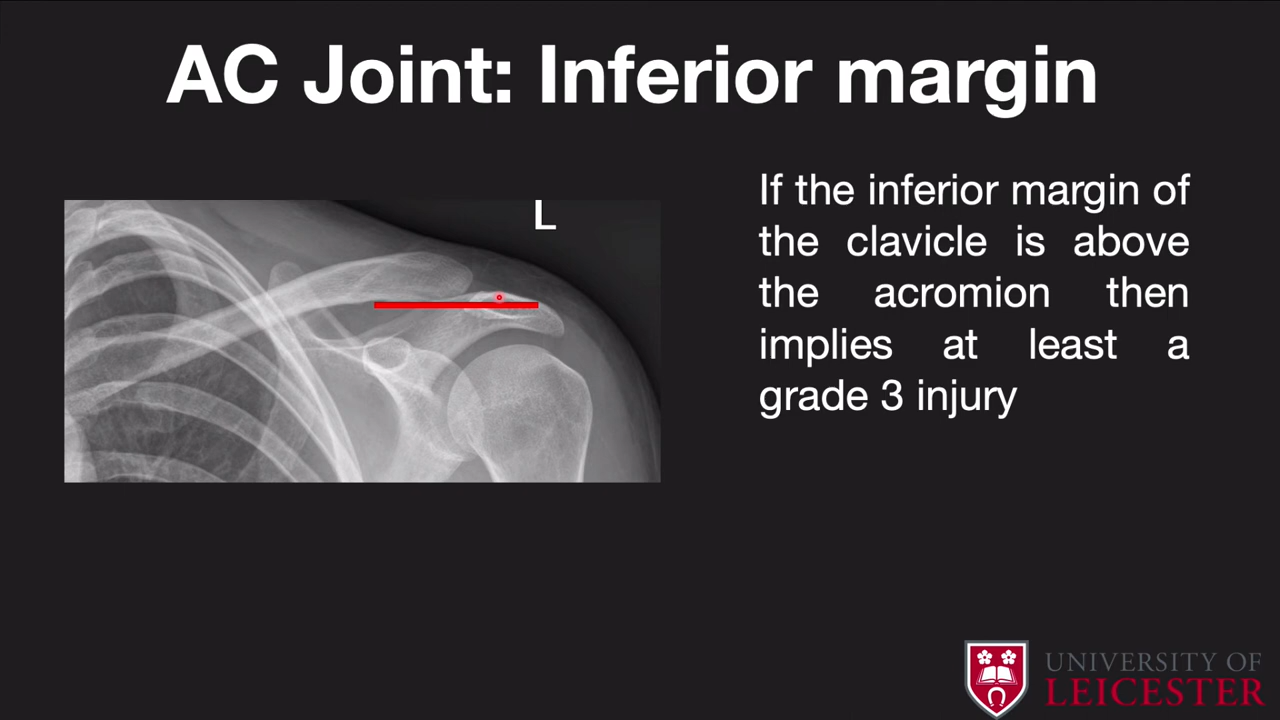 AC Joint: Inferior margin
L
If the inferior margin of
the clavicle is above
the acromion then
implies at least a
grade 3 injury
UNIVERSITY OF
LEICESTER